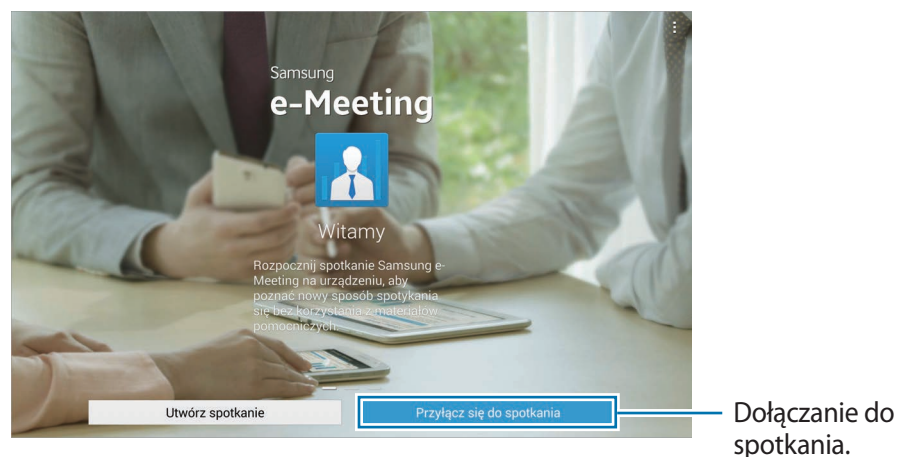 Samsung
e-Meeting
Witamy
Rozpocznij spotkanie Samsung e-
Meeting na urządzeniu, aby
poznać nowy sposób spotykania
się bez korzystania z materiałów
pomocniczych.
Utwórz spotkanie
Przyłącz się do spotkania
Dołączanie do
spotkania.